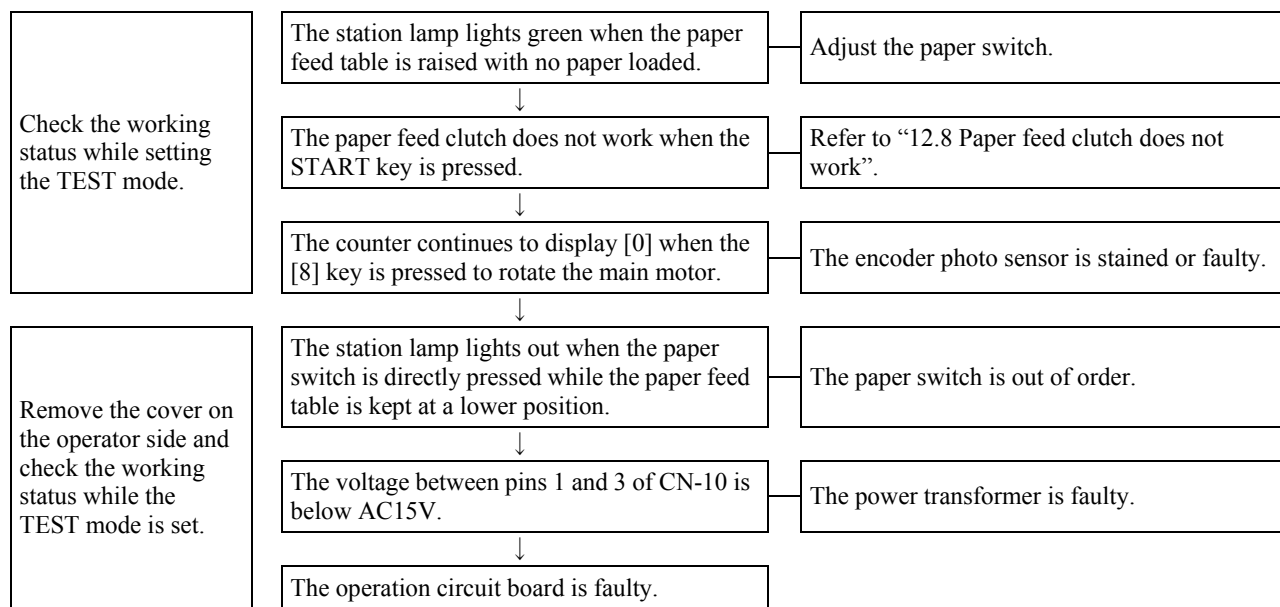 The station lamp lights green when the paper
feed table is raised with no paper loaded.
Adjust the paper switch.
↓
Check the working
status while setting
the TEST mode.
The paper feed clutch does not work when the
START key is pressed.
Refer to “12.8 Paper feed clutch does not
work”.
↓
The counter continues to display [0] when the
[8] key is pressed to rotate the main motor.
The encoder photo sensor is stained or faulty.
↓
The station lamp lights out when the paper
switch is directly pressed while the paper feed
table is kept at a lower position.
The paper switch is out of order.
Remove the cover on
the operator side and
check the working
status while the
TEST mode is set.
↓
The voltage between pins 1 and 3 of CN-10 is
below AC15V.
The power transformer is faulty.
↓
The operation circuit board is faulty.